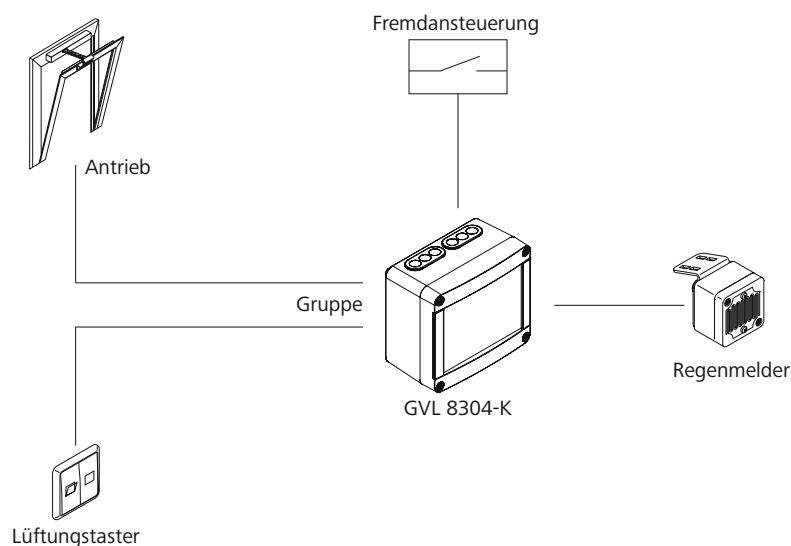 Fremdansteuerung
Antrieb
Gruppe
Regenmelder
GVL 8304-K
Lüftungstaster